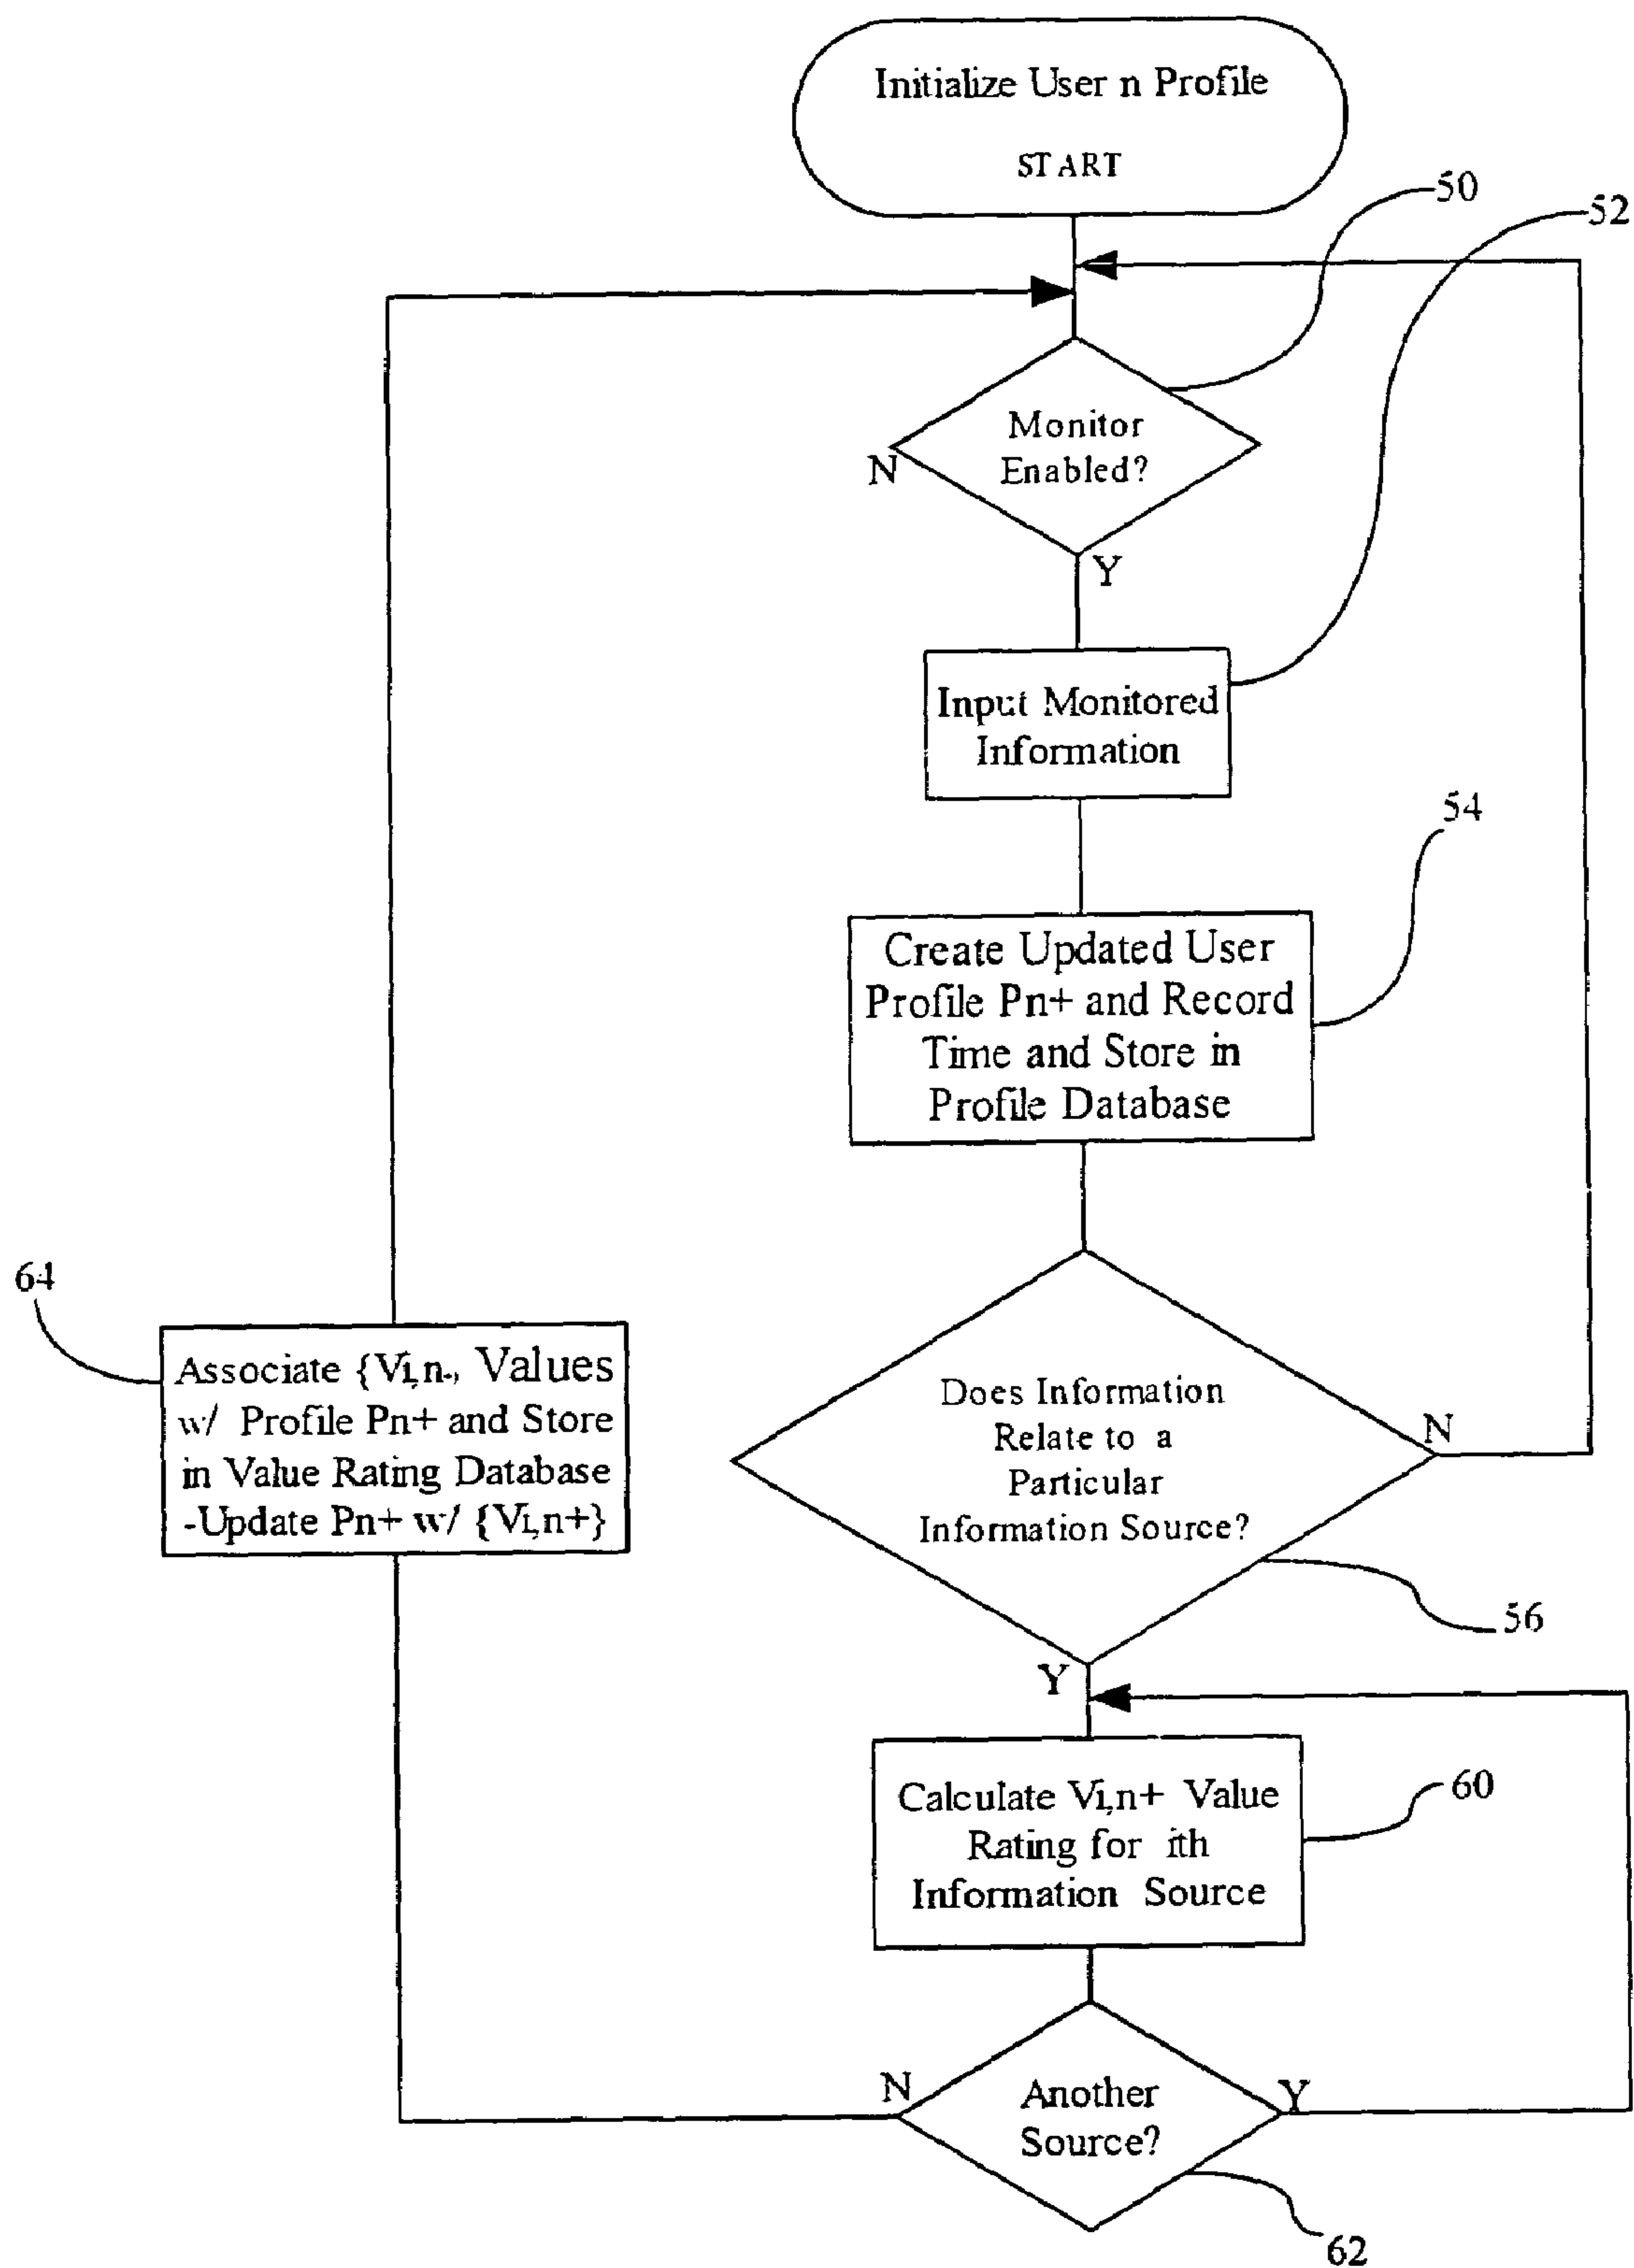 Initialize User n Profile
START
50
52
Monitor
Enabled?
N
Y
Input Monitored
Information
54
Create Updated User
Profile Pn+ and Record
Time and Store in
Profile Database
64
Associate {Vi,n-, Values
w/ Profile Pn+ and Store
in Value Rating Database
-Update Pn+ w/ {Vi,n+}
Does Information
Relate to a
Particular
Information Source?
N
56
Y
Calculate Vi,n+ Value
Rating for ith
Information Source
60
N
Another
Source?
Y
62